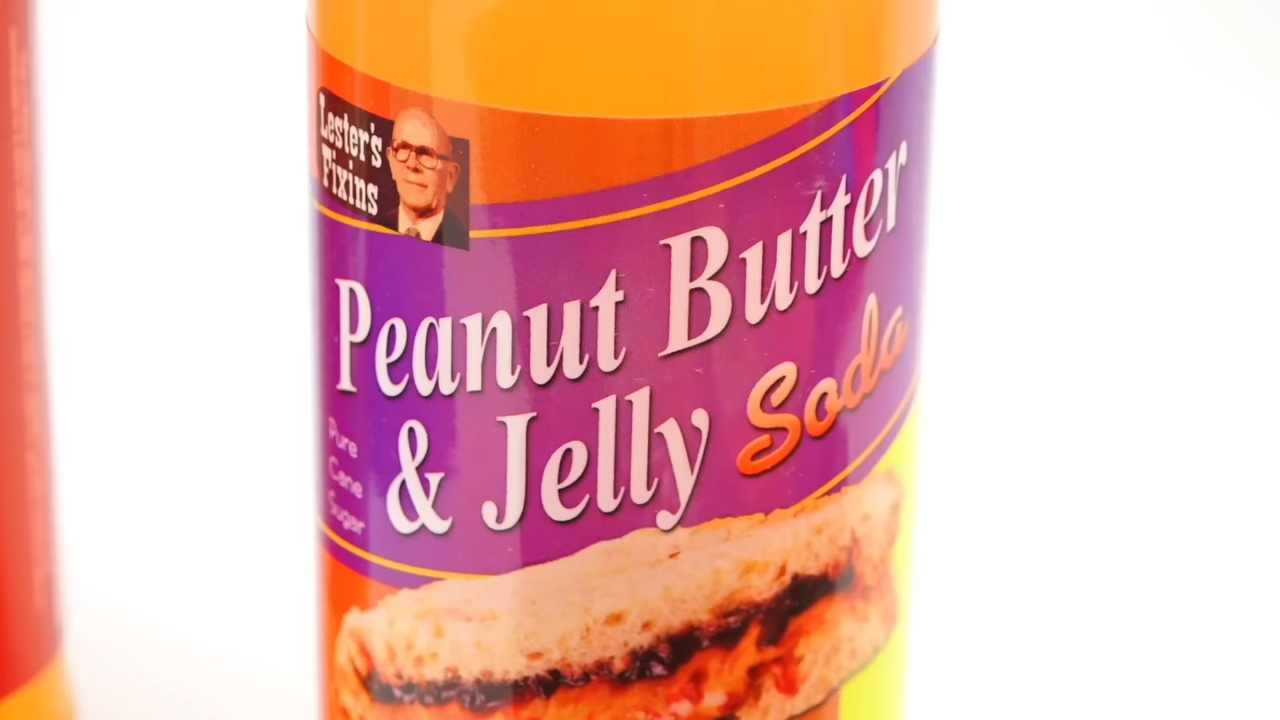 Lester's
Fixins
Peanut Butter
& Jelly Soda
Pure
Cane
Sugar